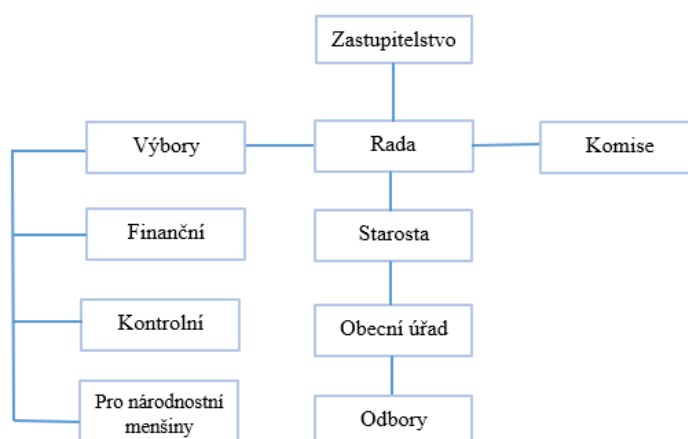 Zastupitelstvo
Výbory
Rada
Komise
Finanční
Starosta
Kontrolní
Obecní úřad
Pro národnostní
menšiny
Odbory